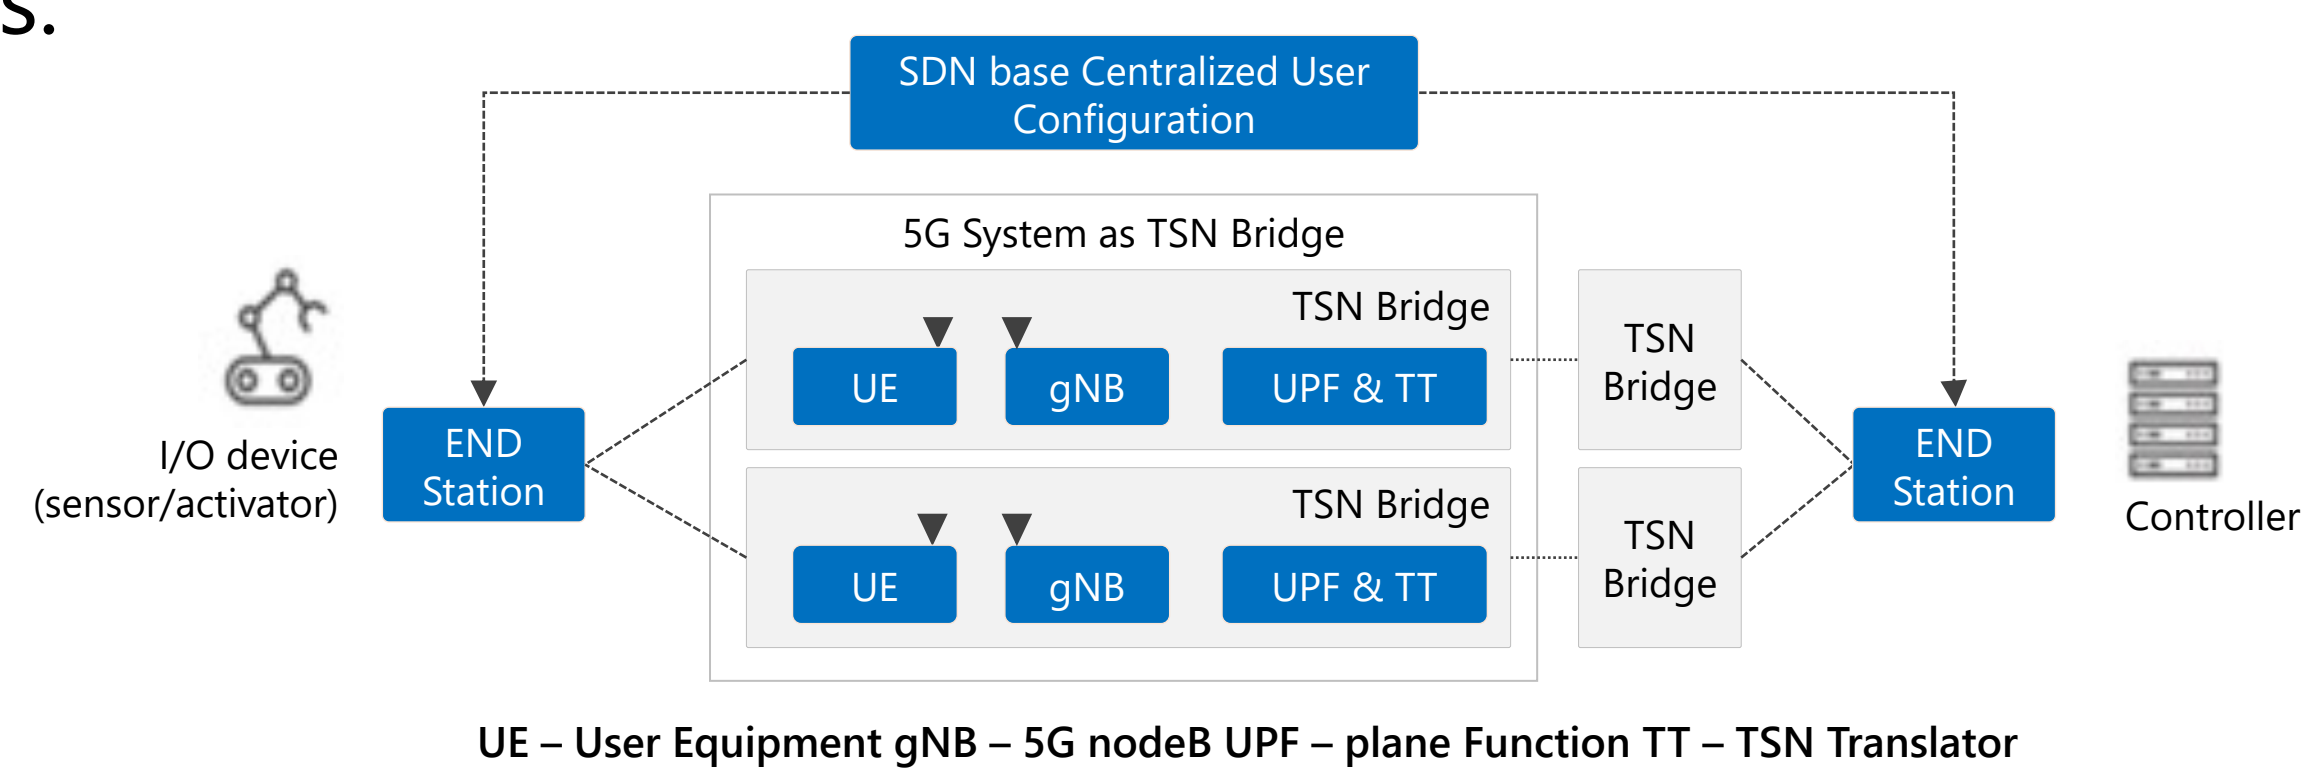 s.
SDN base Centralized User
Configuration
5G System as TSN Bridge
TSN Bridge
UE
gNB
UPF & TT
TSN
Bridge
I/O device
(sensor/activator)
END
Station
END
Station
Controller
TSN Bridge
UE
gNB
UPF & TT
TSN
Bridge
UE – User Equipment gNB – 5G nodeB UPF – plane Function TT – TSN Translator